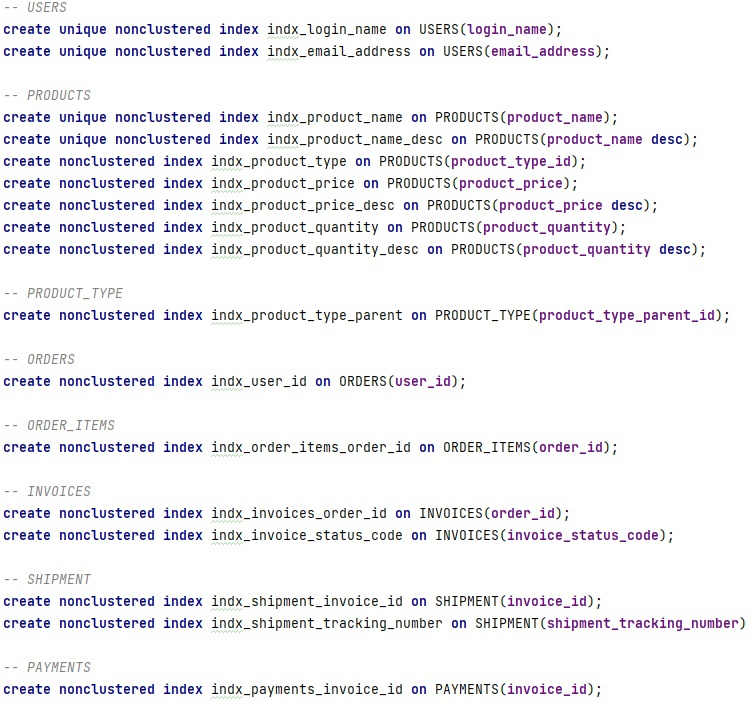 -- USERS
create unique nonclustered index indx_login_name on USERS(login_name);
create unique nonclustered index indx_email_address on USERS(email_address);
-- PRODUCTS
create unique nonclustered index indx_product_name on PRODUCTS(product_name);
create unique nonclustered index indx_product_name_desc on PRODUCTS(product_name desc);
create nonclustered index indx_product_type on PRODUCTS(product_type_id);
create nonclustered index indx_product_price on PRODUCTS(product_price);
create nonclustered index indx_product_price_desc on PRODUCTS(product_price desc);
create nonclustered index indx_product_quantity on PRODUCTS(product_quantity);
create nonclustered index indx_product_quantity_desc on PRODUCTS(product_quantity desc);
-- PRODUCT_TYPE
create nonclustered index indx_product_type_parent on PRODUCT_TYPE(product_type_parent_id);
-- ORDERS
create nonclustered index indx_user_id on ORDERS(user_id);
-- ORDER_ITEMS
create nonclustered index indx_order_items_order_id on ORDER_ITEMS(order_id);
-- INVOICES
create nonclustered index indx_invoices_order_id on INVOICES(order_id);
create nonclustered index indx_invoice_status_code on INVOICES(invoice_status_code);
-- SHIPMENT
create nonclustered index indx_shipment_invoice_id on SHIPMENT(invoice_id);
create nonclustered index indx_shipment_tracking_number on SHIPMENT(shipment_tracking_number)
-- PAYMENTS
create nonclustered index indx_payments_invoice_id on PAYMENTS(invoice_id);